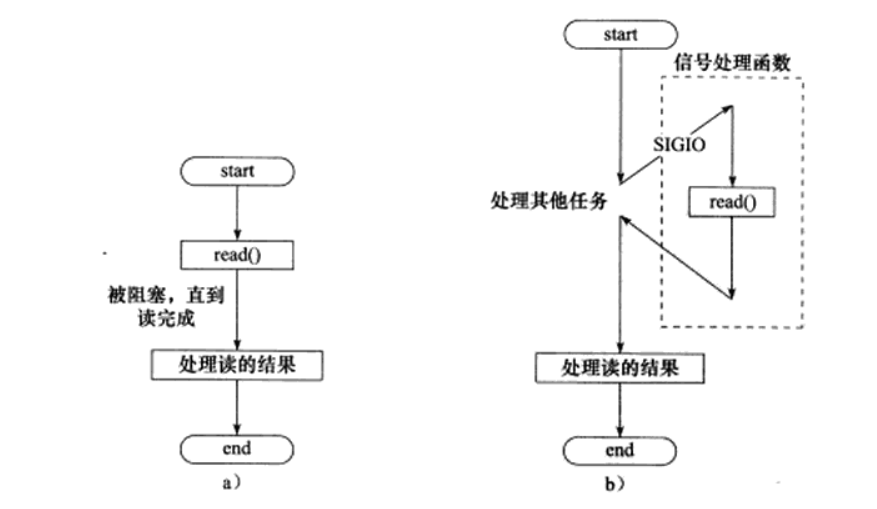 start
read()
被阻塞，直到
读完成
处理读的结果
end
a）
start
信号处理函数
SIGIO
处理其他任务
read()
处理读的结果
end
b）